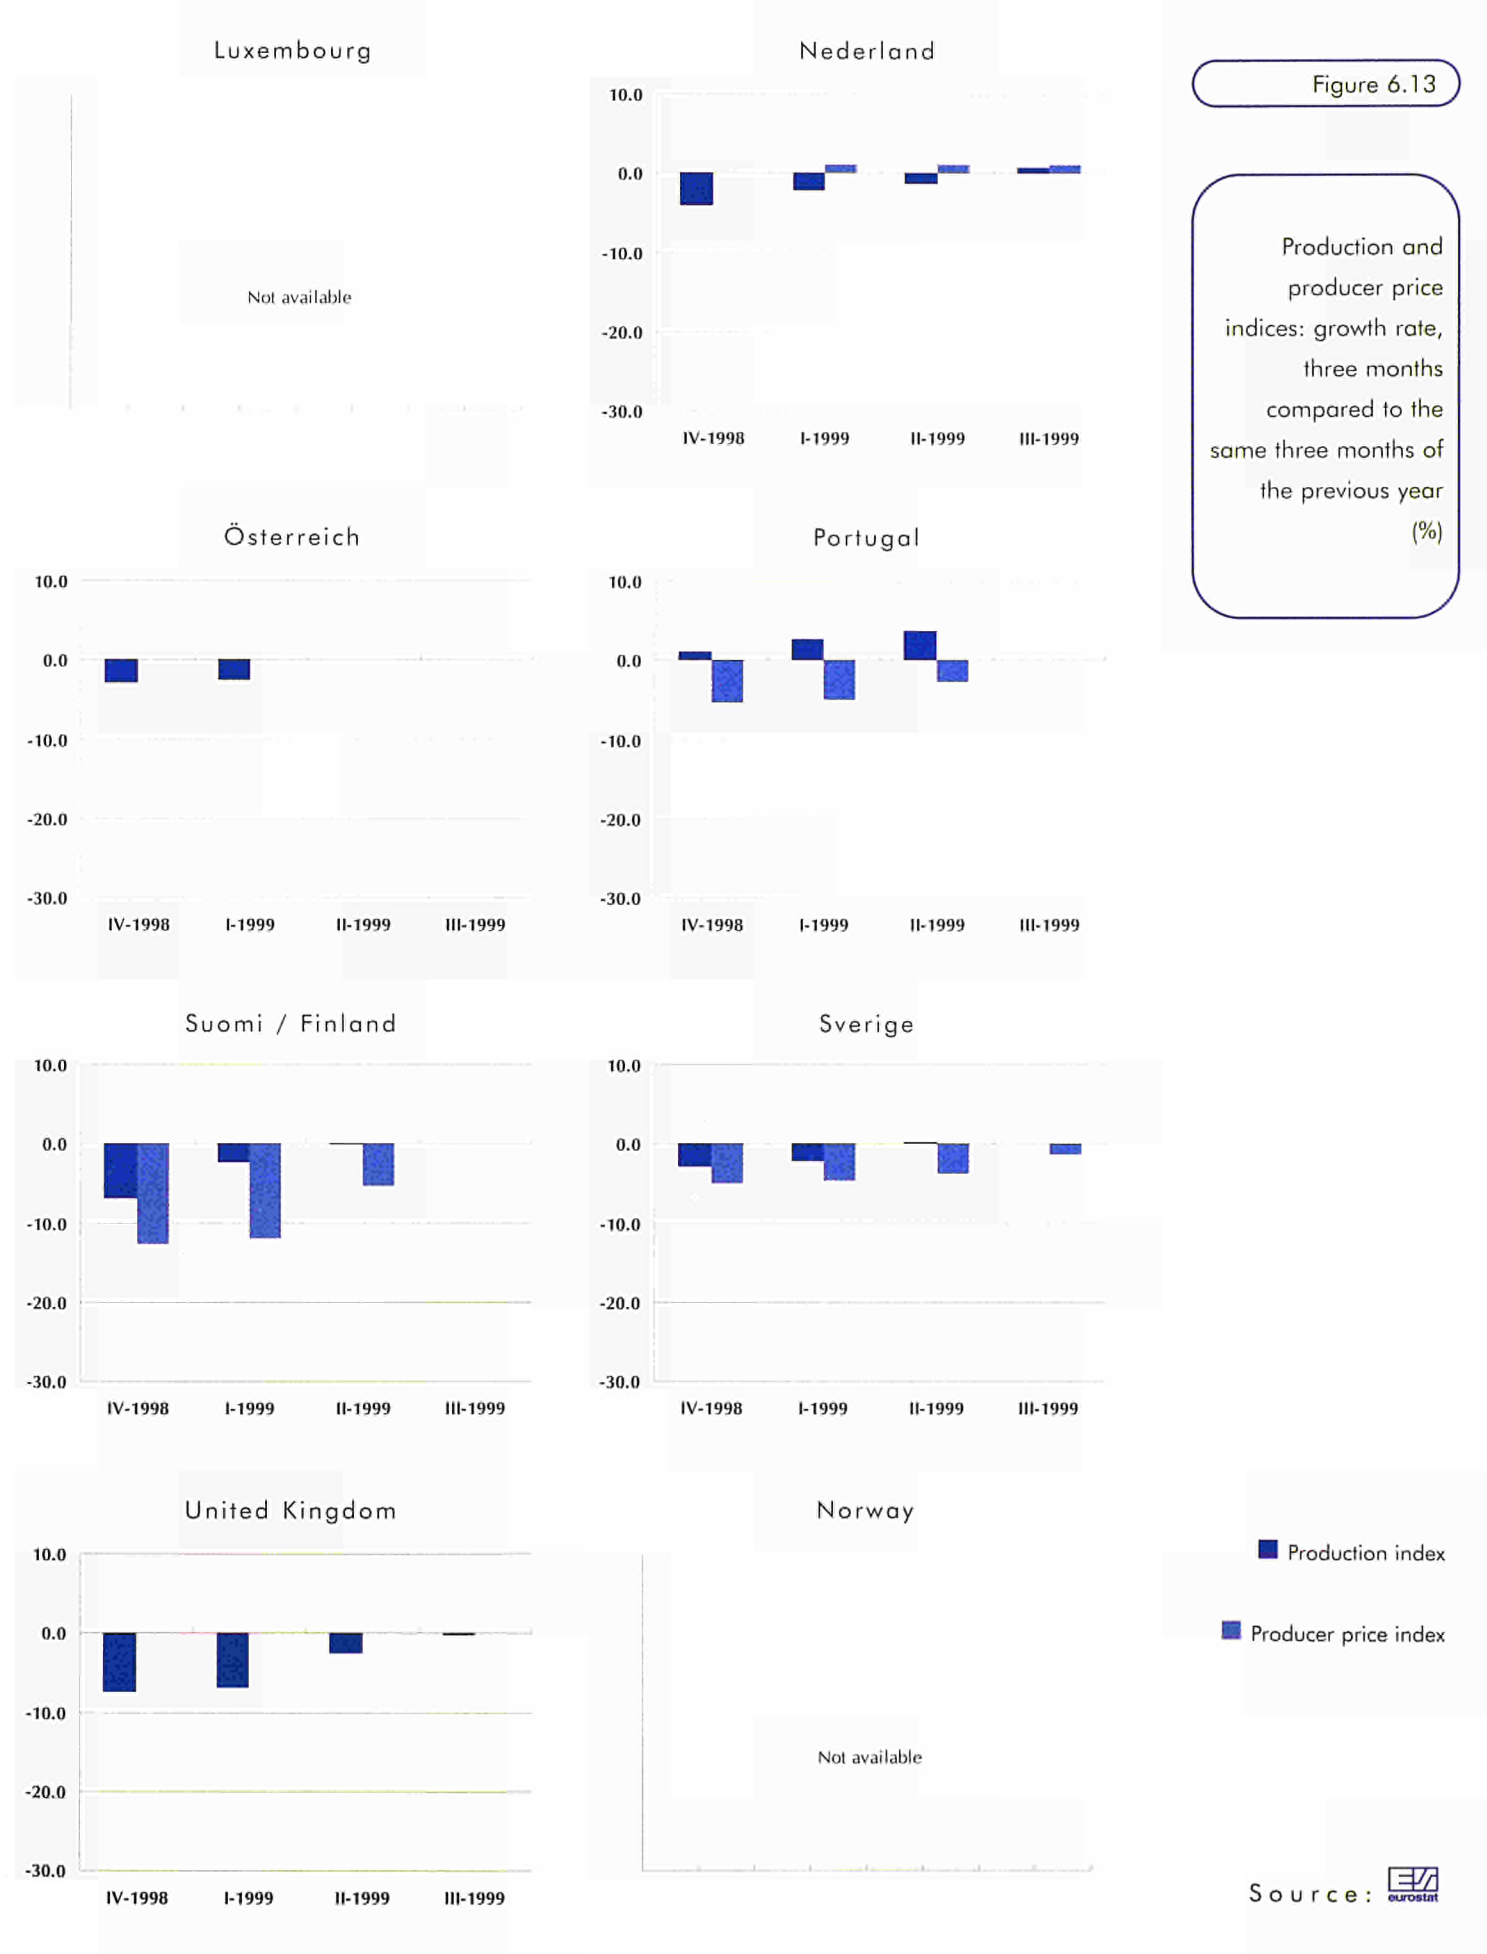 Luxembourg
Not available
Nederland
10.0
0.0
-10.0
-20.0
-30.0
IV-1998 I-1999 II-1999 III-1999
Figure 6.13
Production and
producer price
indices: growth rate,
three months
compared to the
same three months of
the previous year
(%)
Österreich
10.0
0.0
-10.0
-20.0
-30.0
IV-1998 I-1999 II-1999 III-1999
Portugal
10.0
0.0
-10.0
-20.0
-30.0
IV-1998 I-1999 II-1999 III-1999
Suomi / Finland
10.0
0.0
-10.0
-20.0
-30.0
IV-1998 I-1999 II-1999 III-1999
Sverige
10.0
0.0
-10.0
-20.0
-30.0
IV-1998 I-1999 II-1999 III-1999
United Kingdom
10.0
0.0
-10.0
-20.0
-30.0
IV-1998 I-1999 II-1999 III-1999
Norway
Not available
Production index
Producer price index
Source:
eurostat